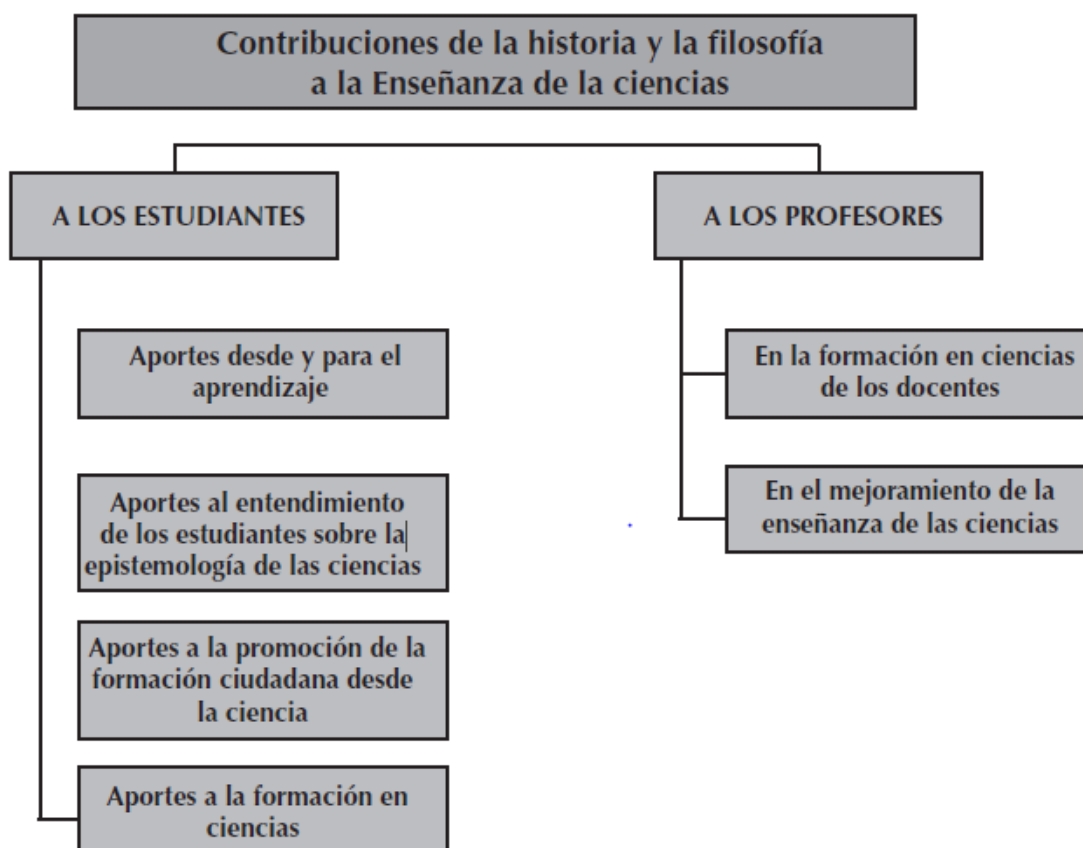 Contribuciones de la historia y la filosofía
a la Enseñanza de la ciencias
A LOS ESTUDIANTES
Aportes desde y para el
aprendizaje
Aportes al entendimiento
de los estudiantes sobre la
epistemología de las ciencias
Aportes a la promoción de la
formación ciudadana desde
la ciencia
Aportes a la formación en
ciencias
A LOS PROFESORES
En la formación en ciencias
de los docentes
En el mejoramiento de la
enseñanza de las ciencias